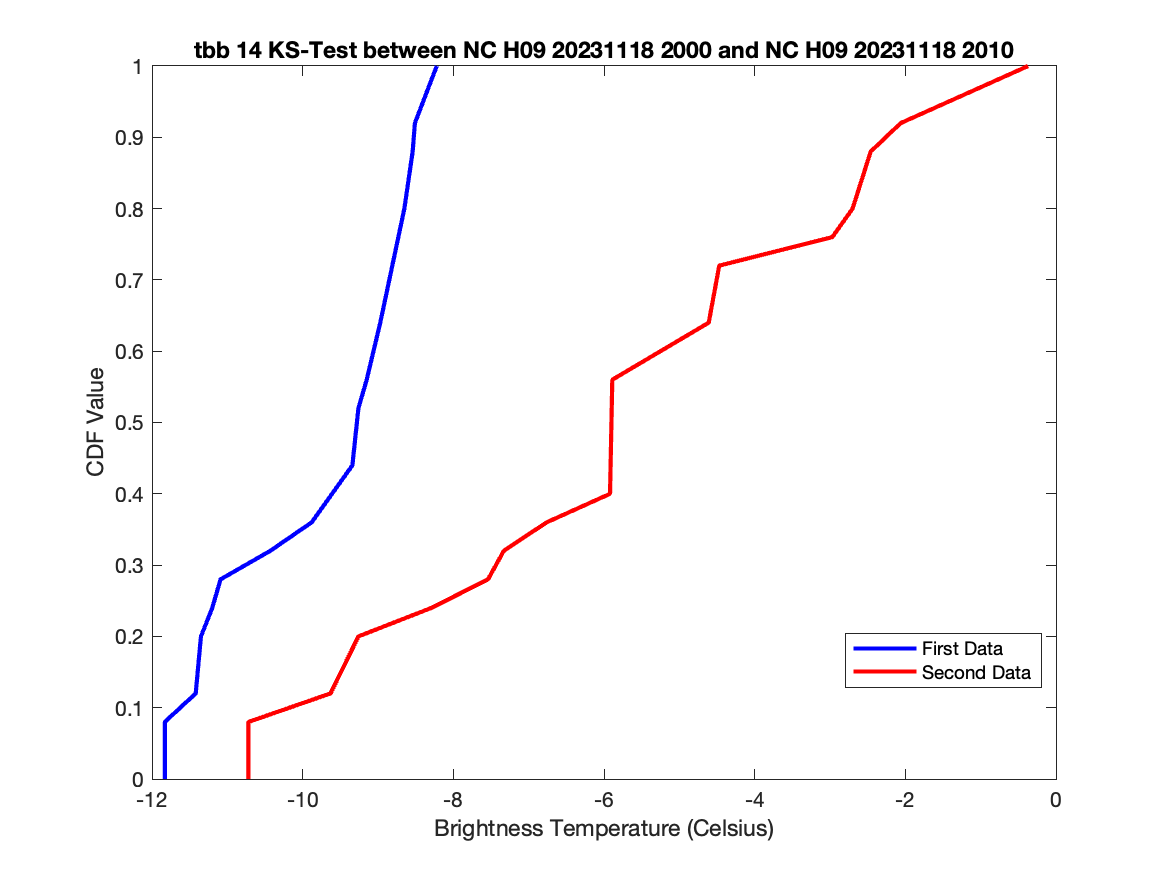 tbb 14 KS-Test between NC H09 20231118 2000 and NC H09 20231118 2010
1
0.9
0.8
0.7
0.6
0.5
0.4
0.3
0.2
0.1
0
CDF Value
First Data
Second Data
-12 -10 -8 -6 -4 -2 0
Brightness Temperature (Celsius)